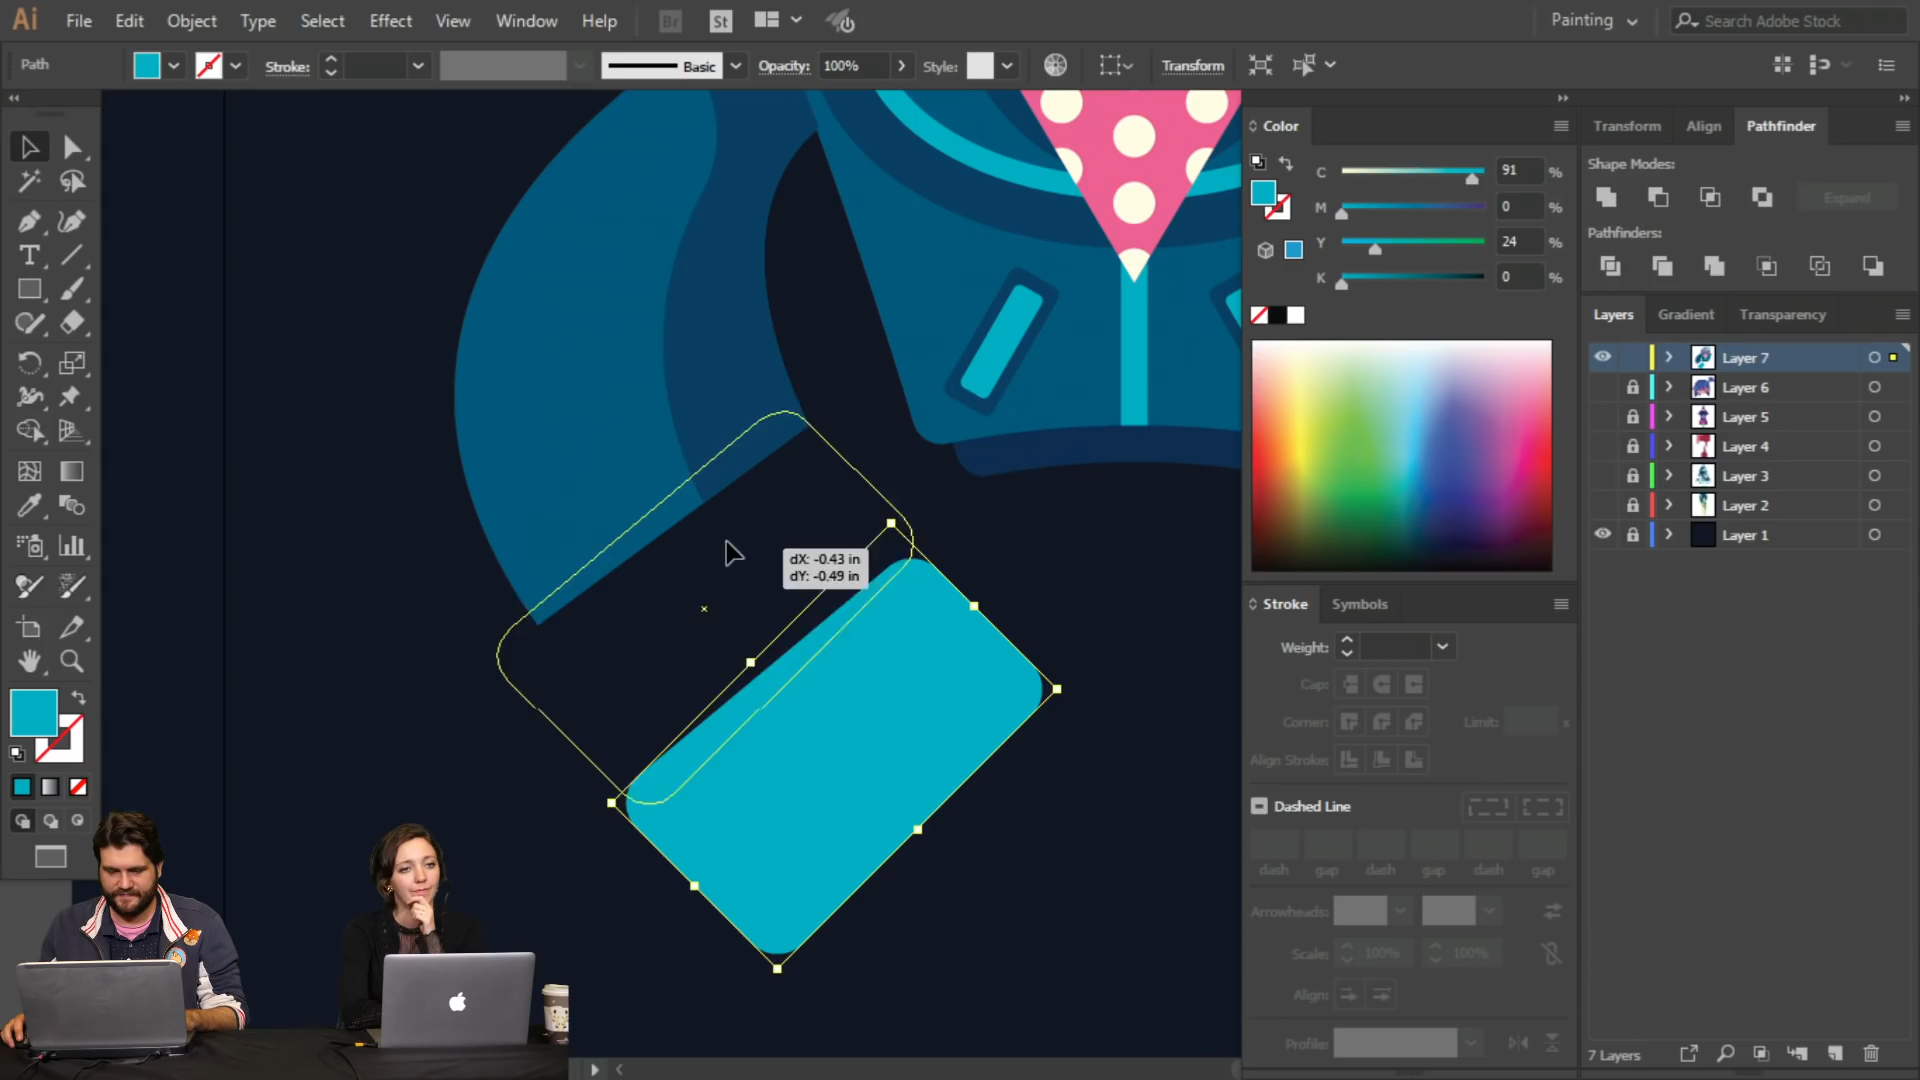 Ai File Edit Object Type Select Effect View Window Help Br St Painting Search Adobe Stock
Path Stroke: Basic Opacity: 100% Style: Transform
Color
C 91 %
M 0 %
Y 24 %
K 0 %
Transform Align Pathfinder
Shape Modes:
Expand
Pathfinders:
Layers Gradient Transparency
Layer 7
Layer 6
Layer 5
Layer 4
Layer 3
Layer 2
Layer 1
dX: -0.43 in
dY: -0.49 in
Stroke Symbols
Weight:
Cap:
Corner: Limit: x
Align Stroke:
Dashed Line
dash gap dash gap dash gap
Arrowheads:
Scale: 100% 100%
Align:
Profile:
7 Layers